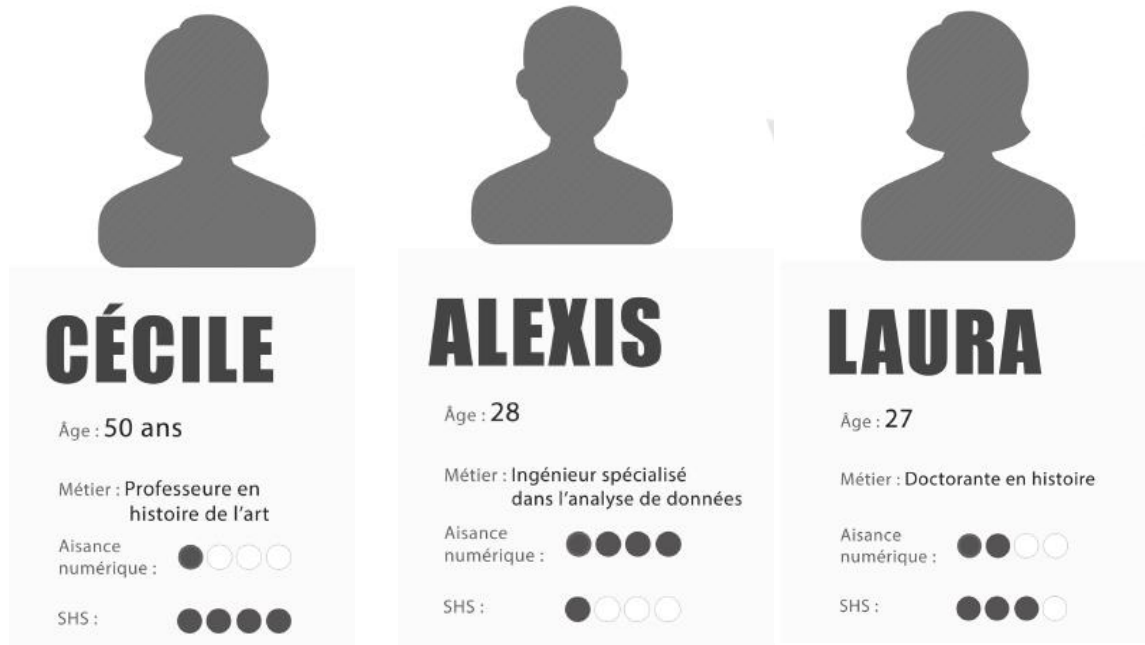 CÉCILE
Âge : 50 ans
Métier : Professeure en
histoire de l'art
Aisance
numérique :
SHS :
ALEXIS
Âge : 28
Métier : Ingénieur spécialisé
dans l'analyse de données
Aisance
numérique :
SHS :
LAURA
Âge : 27
Métier : Doctorante en histoire
Aisance
numérique :
SHS :